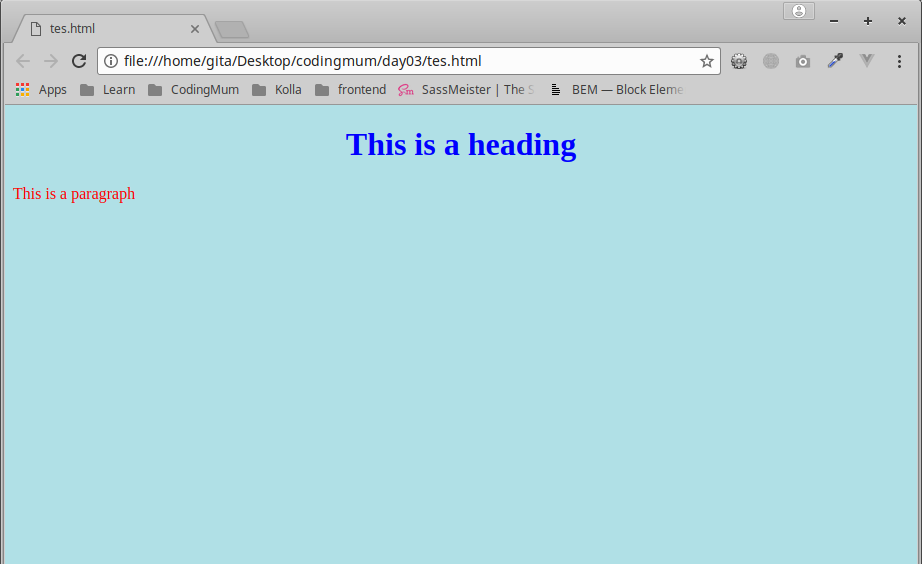 tes.html
file:///home/gita/Desktop/codingmum/day03/tes.html
Apps Learn CodingMum Kolla frontend SassMeister | The S BEM — Block Eleme
This is a heading
This is a paragraph